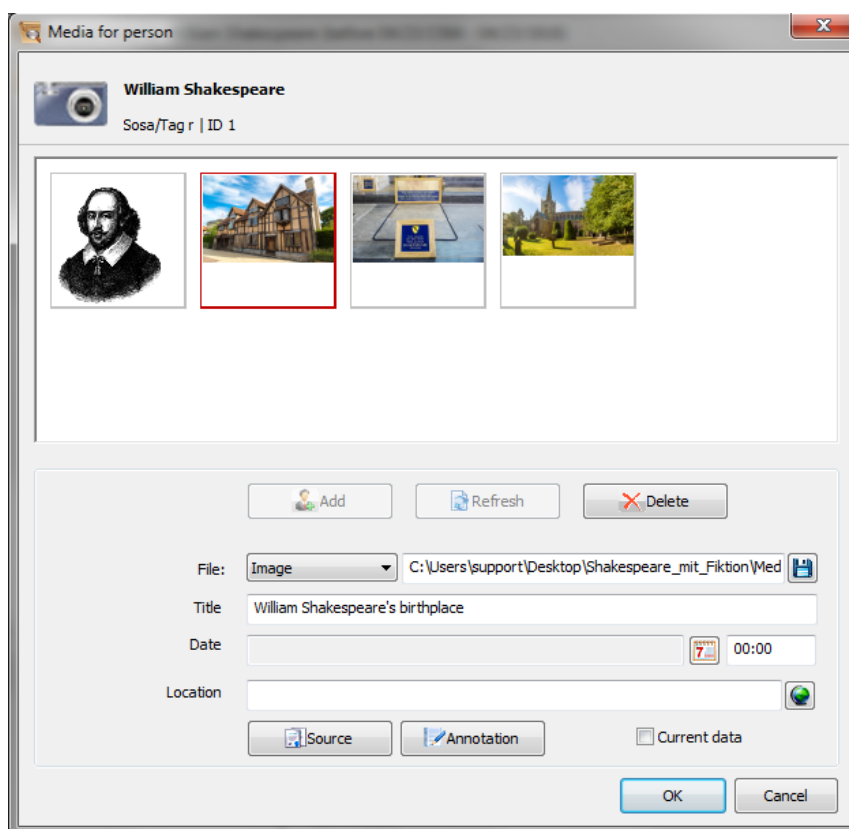 Media for person
William Shakespeare
Sosa/Tag r | ID 1
Add
Refresh
Delete
File:
Image
C:\Users\support\Desktop\Shakespeare_mit_Fiktion\Med
Title
William Shakespeare's birthplace
Date
7
00:00
Location
Source
Annotation
Current data
OK
Cancel